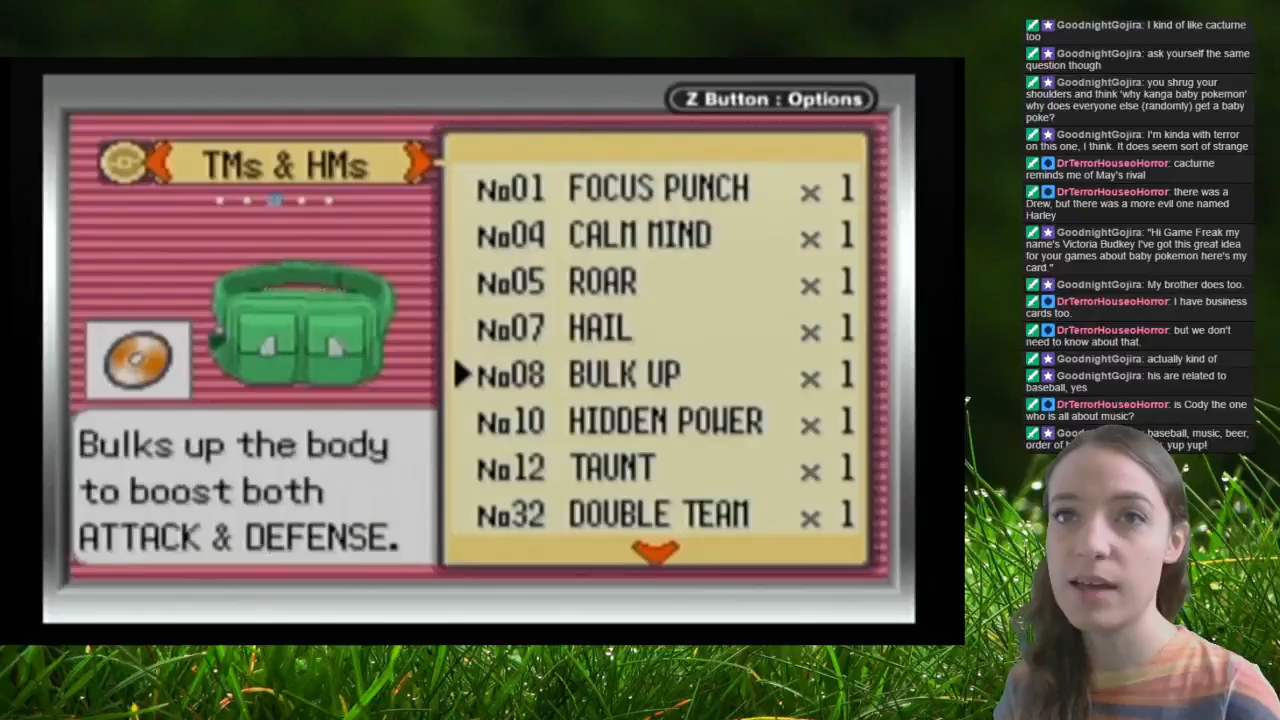 Z Button : Options
TMs & HMs
No01 FOCUS PUNCH × 1
No04 CALM MIND × 1
No05 ROAR × 1
No07 HAIL × 1
No08 BULK UP × 1
No10 HIDDEN POWER × 1
No12 TAUNT × 1
No32 DOUBLE TEAM × 1
Bulks up the body
to boost both
ATTACK & DEFENSE.
GoodnightGojira: I kind of like cacturne
too
GoodnightGojira: ask yourself the same
question though
GoodnightGojira: you shrug your
shoulders and think 'why kanga baby pokemon'
why does everyone else (randomly) get a baby
poke?
GoodnightGojira: I'm kinda with terror
on this one, I think. It does seem sort of strange
DrTerrorHouseoHorror: cacturne
reminds me of May's rival
DrTerrorHouseoHorror: there was a
Drew, but there was a more evil one named
Harley
GoodnightGojira: "Hi Game Freak my
name's Victoria Budkey I've got this great idea
for your games about baby pokemon here's my
card."
GoodnightGojira: My brother does too.
DrTerrorHouseoHorror: I have business
cards too.
DrTerrorHouseoHorror: but we don't
need to know about that.
GoodnightGojira: actually kind of
GoodnightGojira: his are related to
baseball, yes
DrTerrorHouseoHorror: is Cody the one
who is all about music?
baseball, music, beer,
order of yup yup!